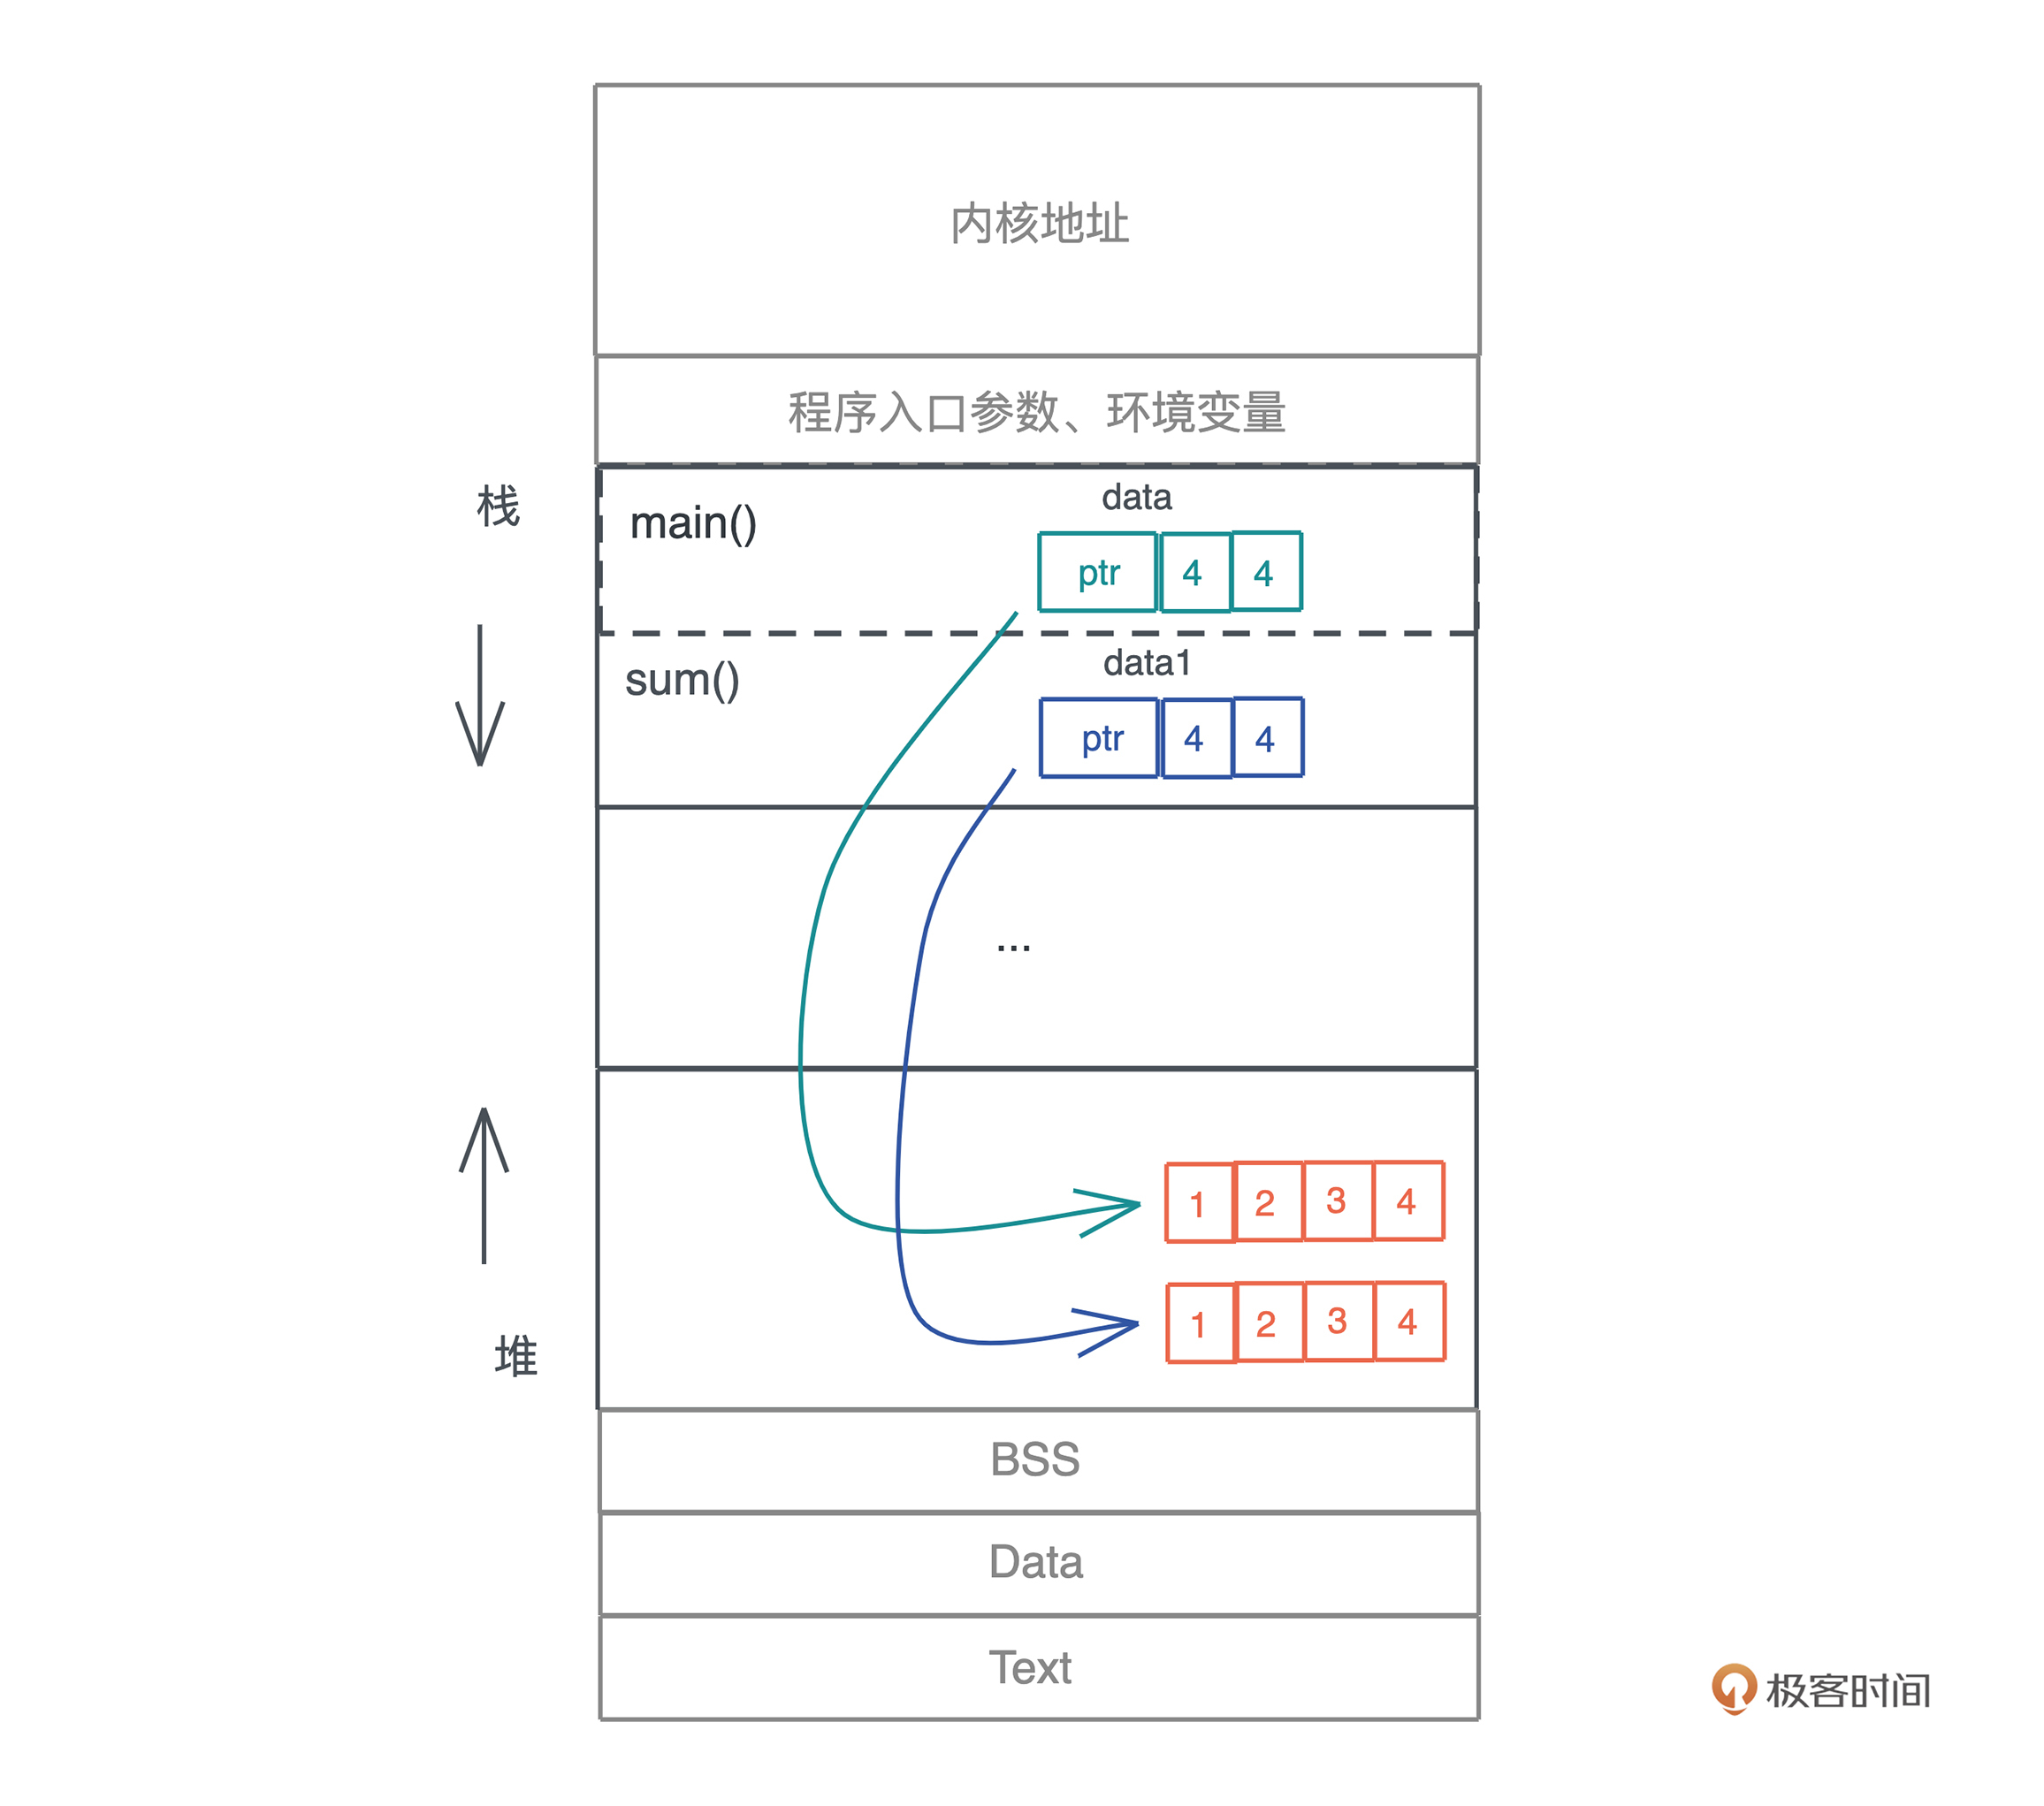 内核地址
程序入口参数、环境变量
栈
main()
data
ptr 4 4
sum()
data1
ptr 4 4
...
1 2 3 4
1 2 3 4
堆
BSS
Data
Text
极客时间